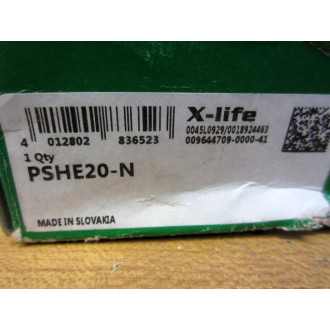 X-life
0045L0929/0018924463
009644709-0000-41
4 012802 836523
1 Qty
PSHE20-N
MADE IN SLOVAKIA